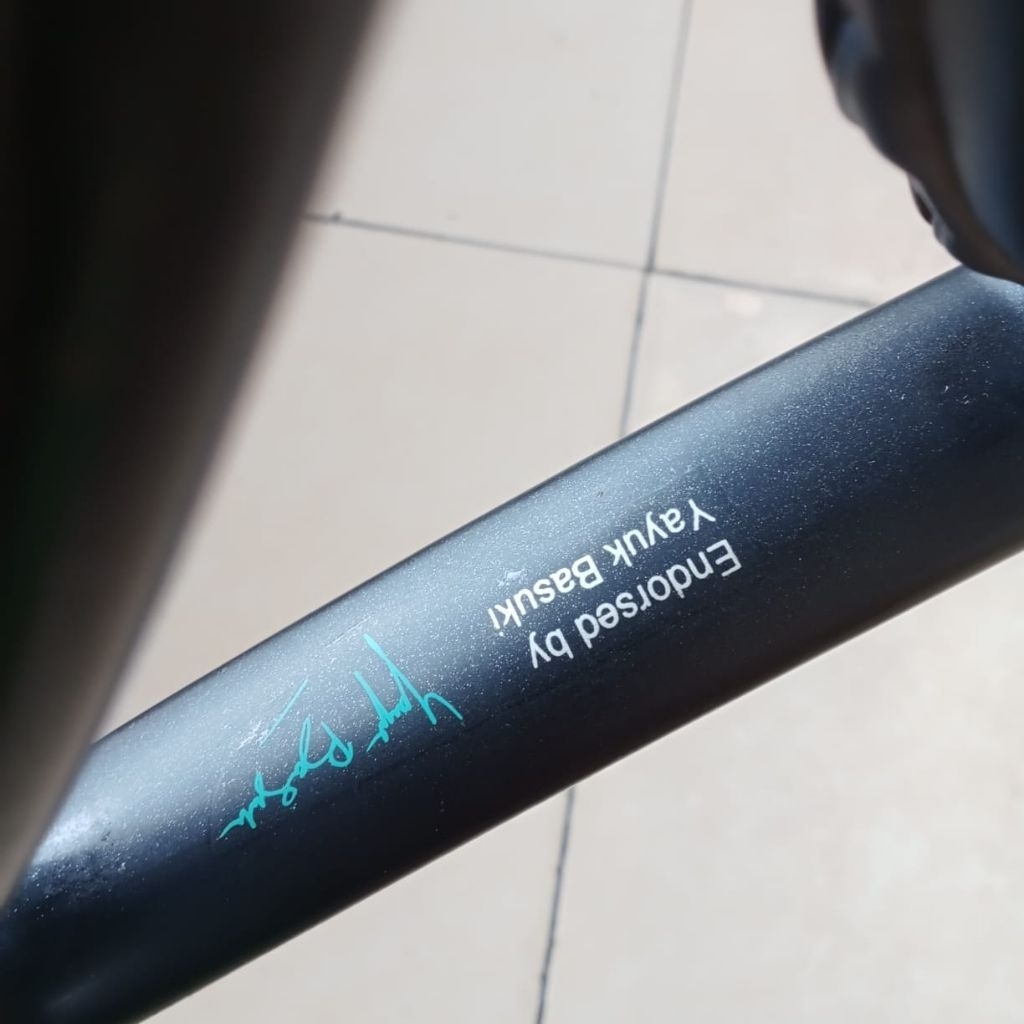 Endorsed by
Yayuk Basuki